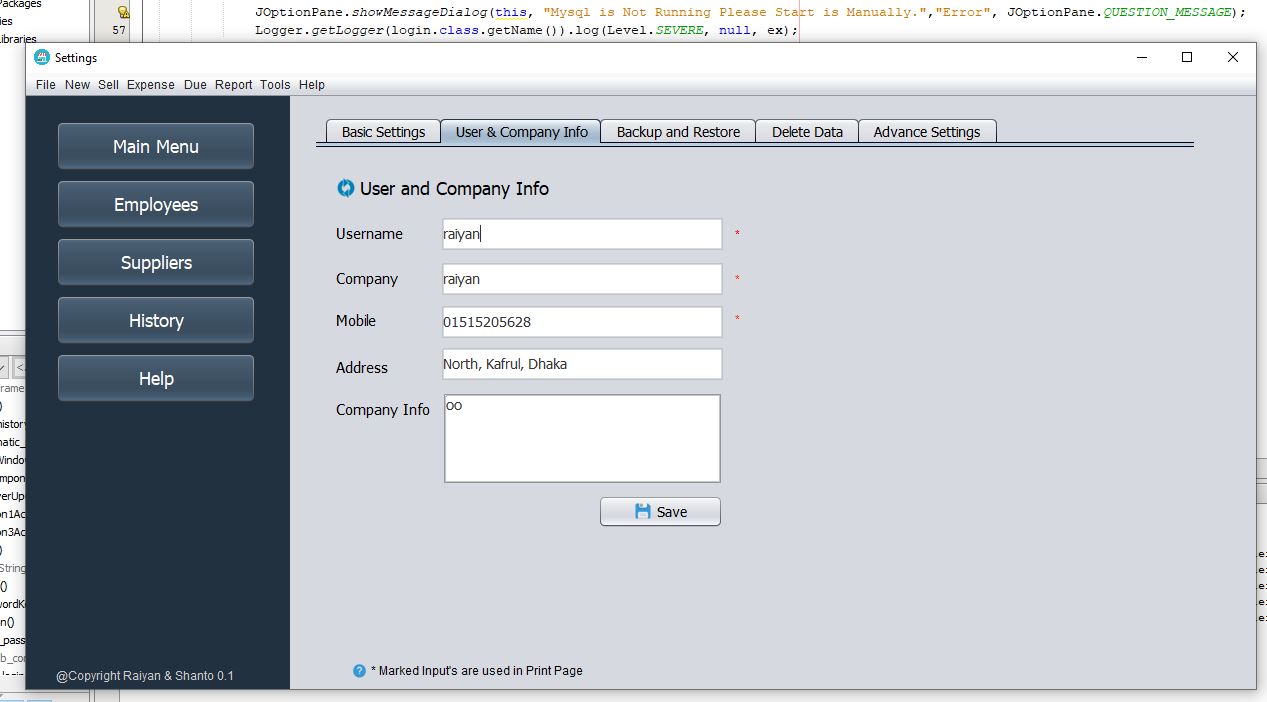 Packages
JOptionPane.showMessageDialog(this, "Mysql is Not Running Please Start is Manually.","Error", JOptionPane.QUESTION_MESSAGE);
57 Logger.getLogger(login.class.getName()).log(Level.SEVERE, null, ex);
Settings
File New Sell Expense Due Report Tools Help
Basic Settings User & Company Info Backup and Restore Delete Data Advance Settings
Main Menu
Employees
Suppliers
History
Help
User and Company Info
Username raiyan *
Company raiyan *
Mobile 01515205628 *
Address North, Kafrul, Dhaka
Company Info oo
Save
* Marked Input's are used in Print Page
@Copyright Raiyan & Shanto 0.1